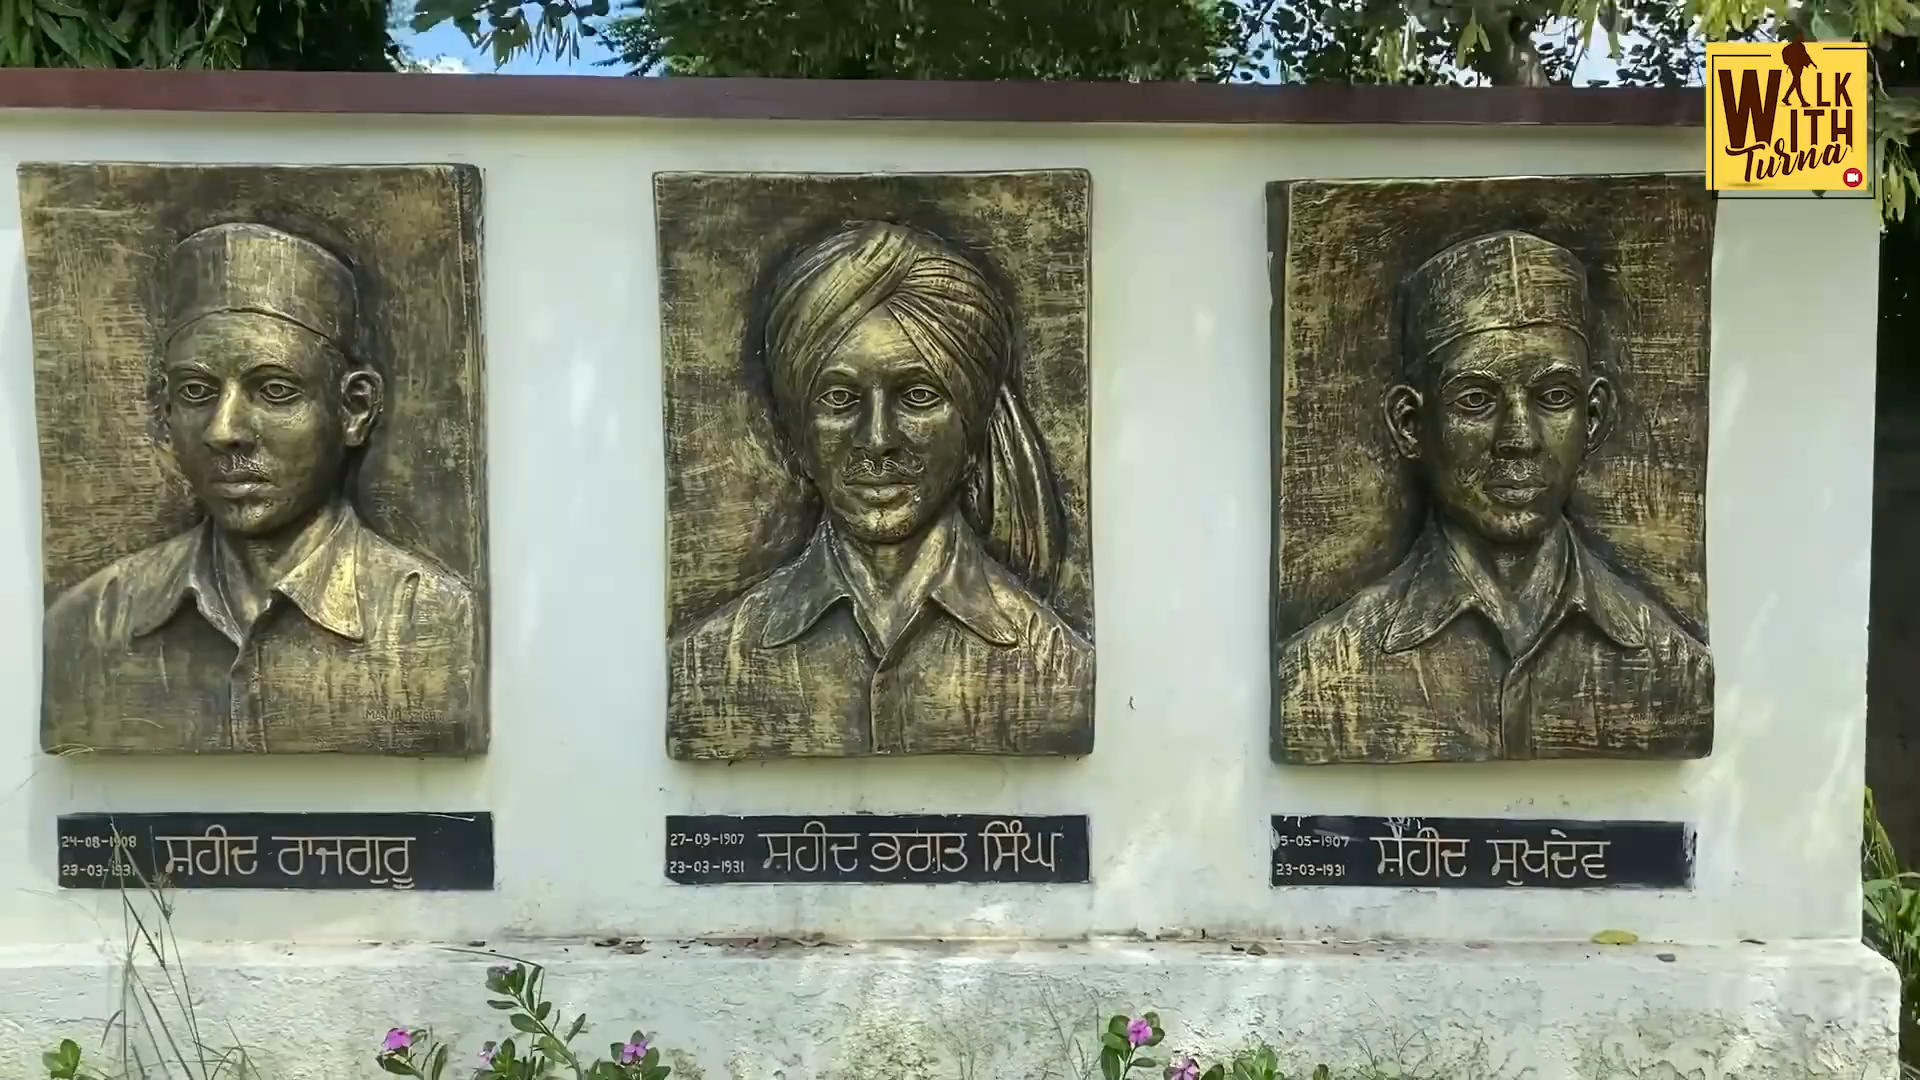 WALK
WITH
Turna
24-08-1908
23-03-1931
ਸ਼ਹੀਦ ਰਾਜਗੁਰੂ
27-09-1907
23-03-1931
ਸ਼ਹੀਦ ਭਗਤ ਸਿੰਘ
5-05-1907
23-03-1931
ਸ਼ਹੀਦ ਸੁਖਦੇਵ